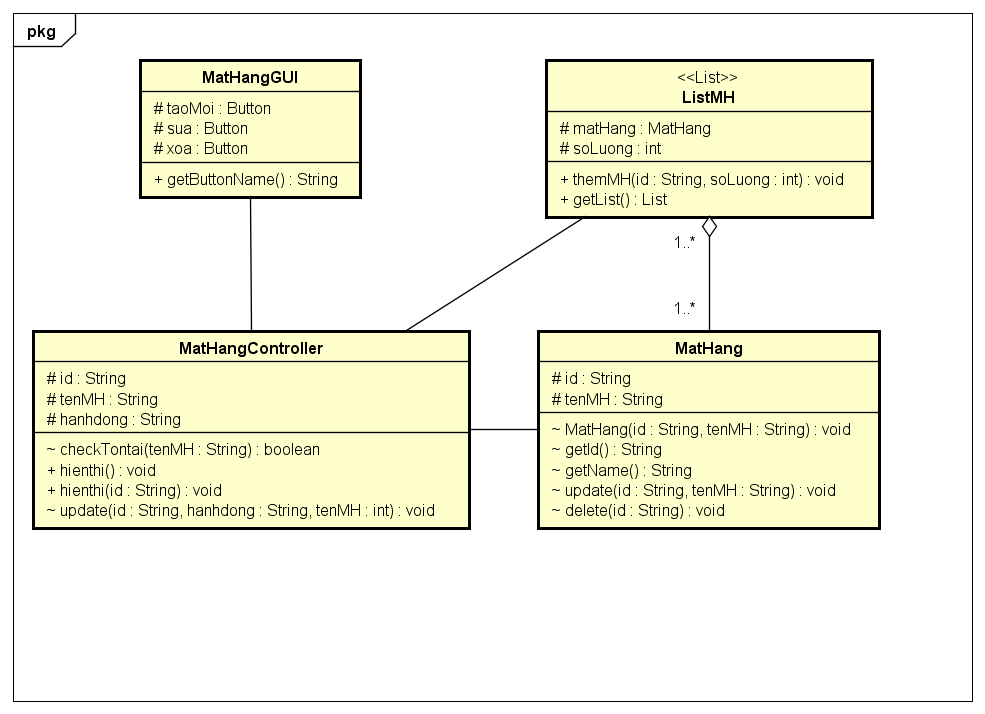 pkg
MatHangGUI
# taoMoi : Button
# sua : Button
# xoa : Button
+ getButtonName() : String
<<List>>
ListMH
# matHang : MatHang
# soLuong : int
+ themMH(id : String, soLuong : int) : void
+ getList() : List
1..*
1..*
MatHangController
# id : String
# tenMH : String
# hanhdong : String
~ checkTontai(tenMH : String) : boolean
+ hienthi() : void
+ hienthi(id : String) : void
~ update(id : String, hanhdong : String, tenMH : int) : void
MatHang
# id : String
# tenMH : String
~ MatHang(id : String, tenMH : String) : void
~ getId() : String
~ getName() : String
~ update(id : String, tenMH : String) : void
~ delete(id : String) : void